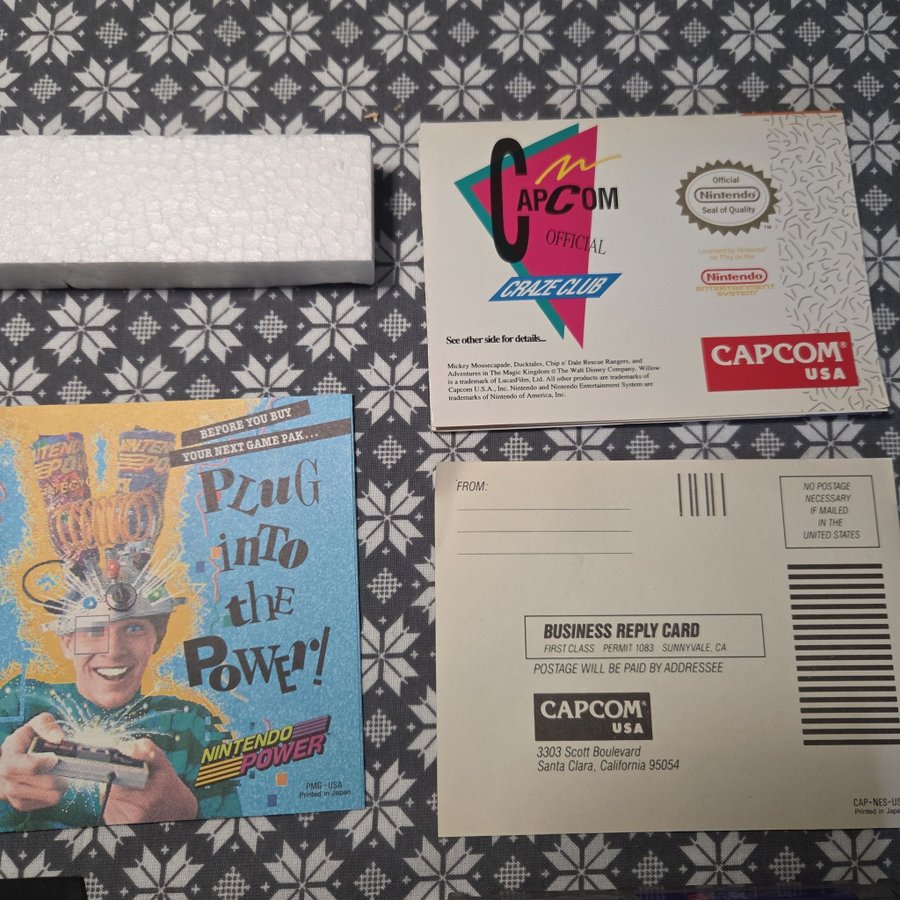 CAPCOM
OFFICIAL
CRAZE CLUB
See other side for details...
Mickey Mousecapade, Ducktales, Chip n' Dale Rescue Rangers, and
Adventures in The Magic Kingdom © The Walt Disney Company. Willow
is a trademark of LucasFilm, Ltd. All other products are trademarks of
Capcom U.S.A., Inc. Nintendo and Nintendo Entertainment System are
trademarks of Nintendo of America, Inc.
Official
Nintendo®
Seal of Quality
TM
Licensed by Nintendo®
for Play on the
Nintendo
ENTERTAINMENT
SYSTEM®
CAPCOM®
USA
BEFORE YOU BUY
YOUR NEXT GAME PAK...
PLUG
inTO
the
POWER!
NINTENDO
POWER
PMG-USA
Printed in Japan
FROM:
NO POSTAGE
NECESSARY
IF MAILED
IN THE
UNITED STATES
BUSINESS REPLY CARD
FIRST CLASS PERMIT 1083 SUNNYVALE, CA
POSTAGE WILL BE PAID BY ADDRESSEE
CAPCOM®
USA
3303 Scott Boulevard
Santa Clara, California 95054
CAP-NES-US
Printed in Japa